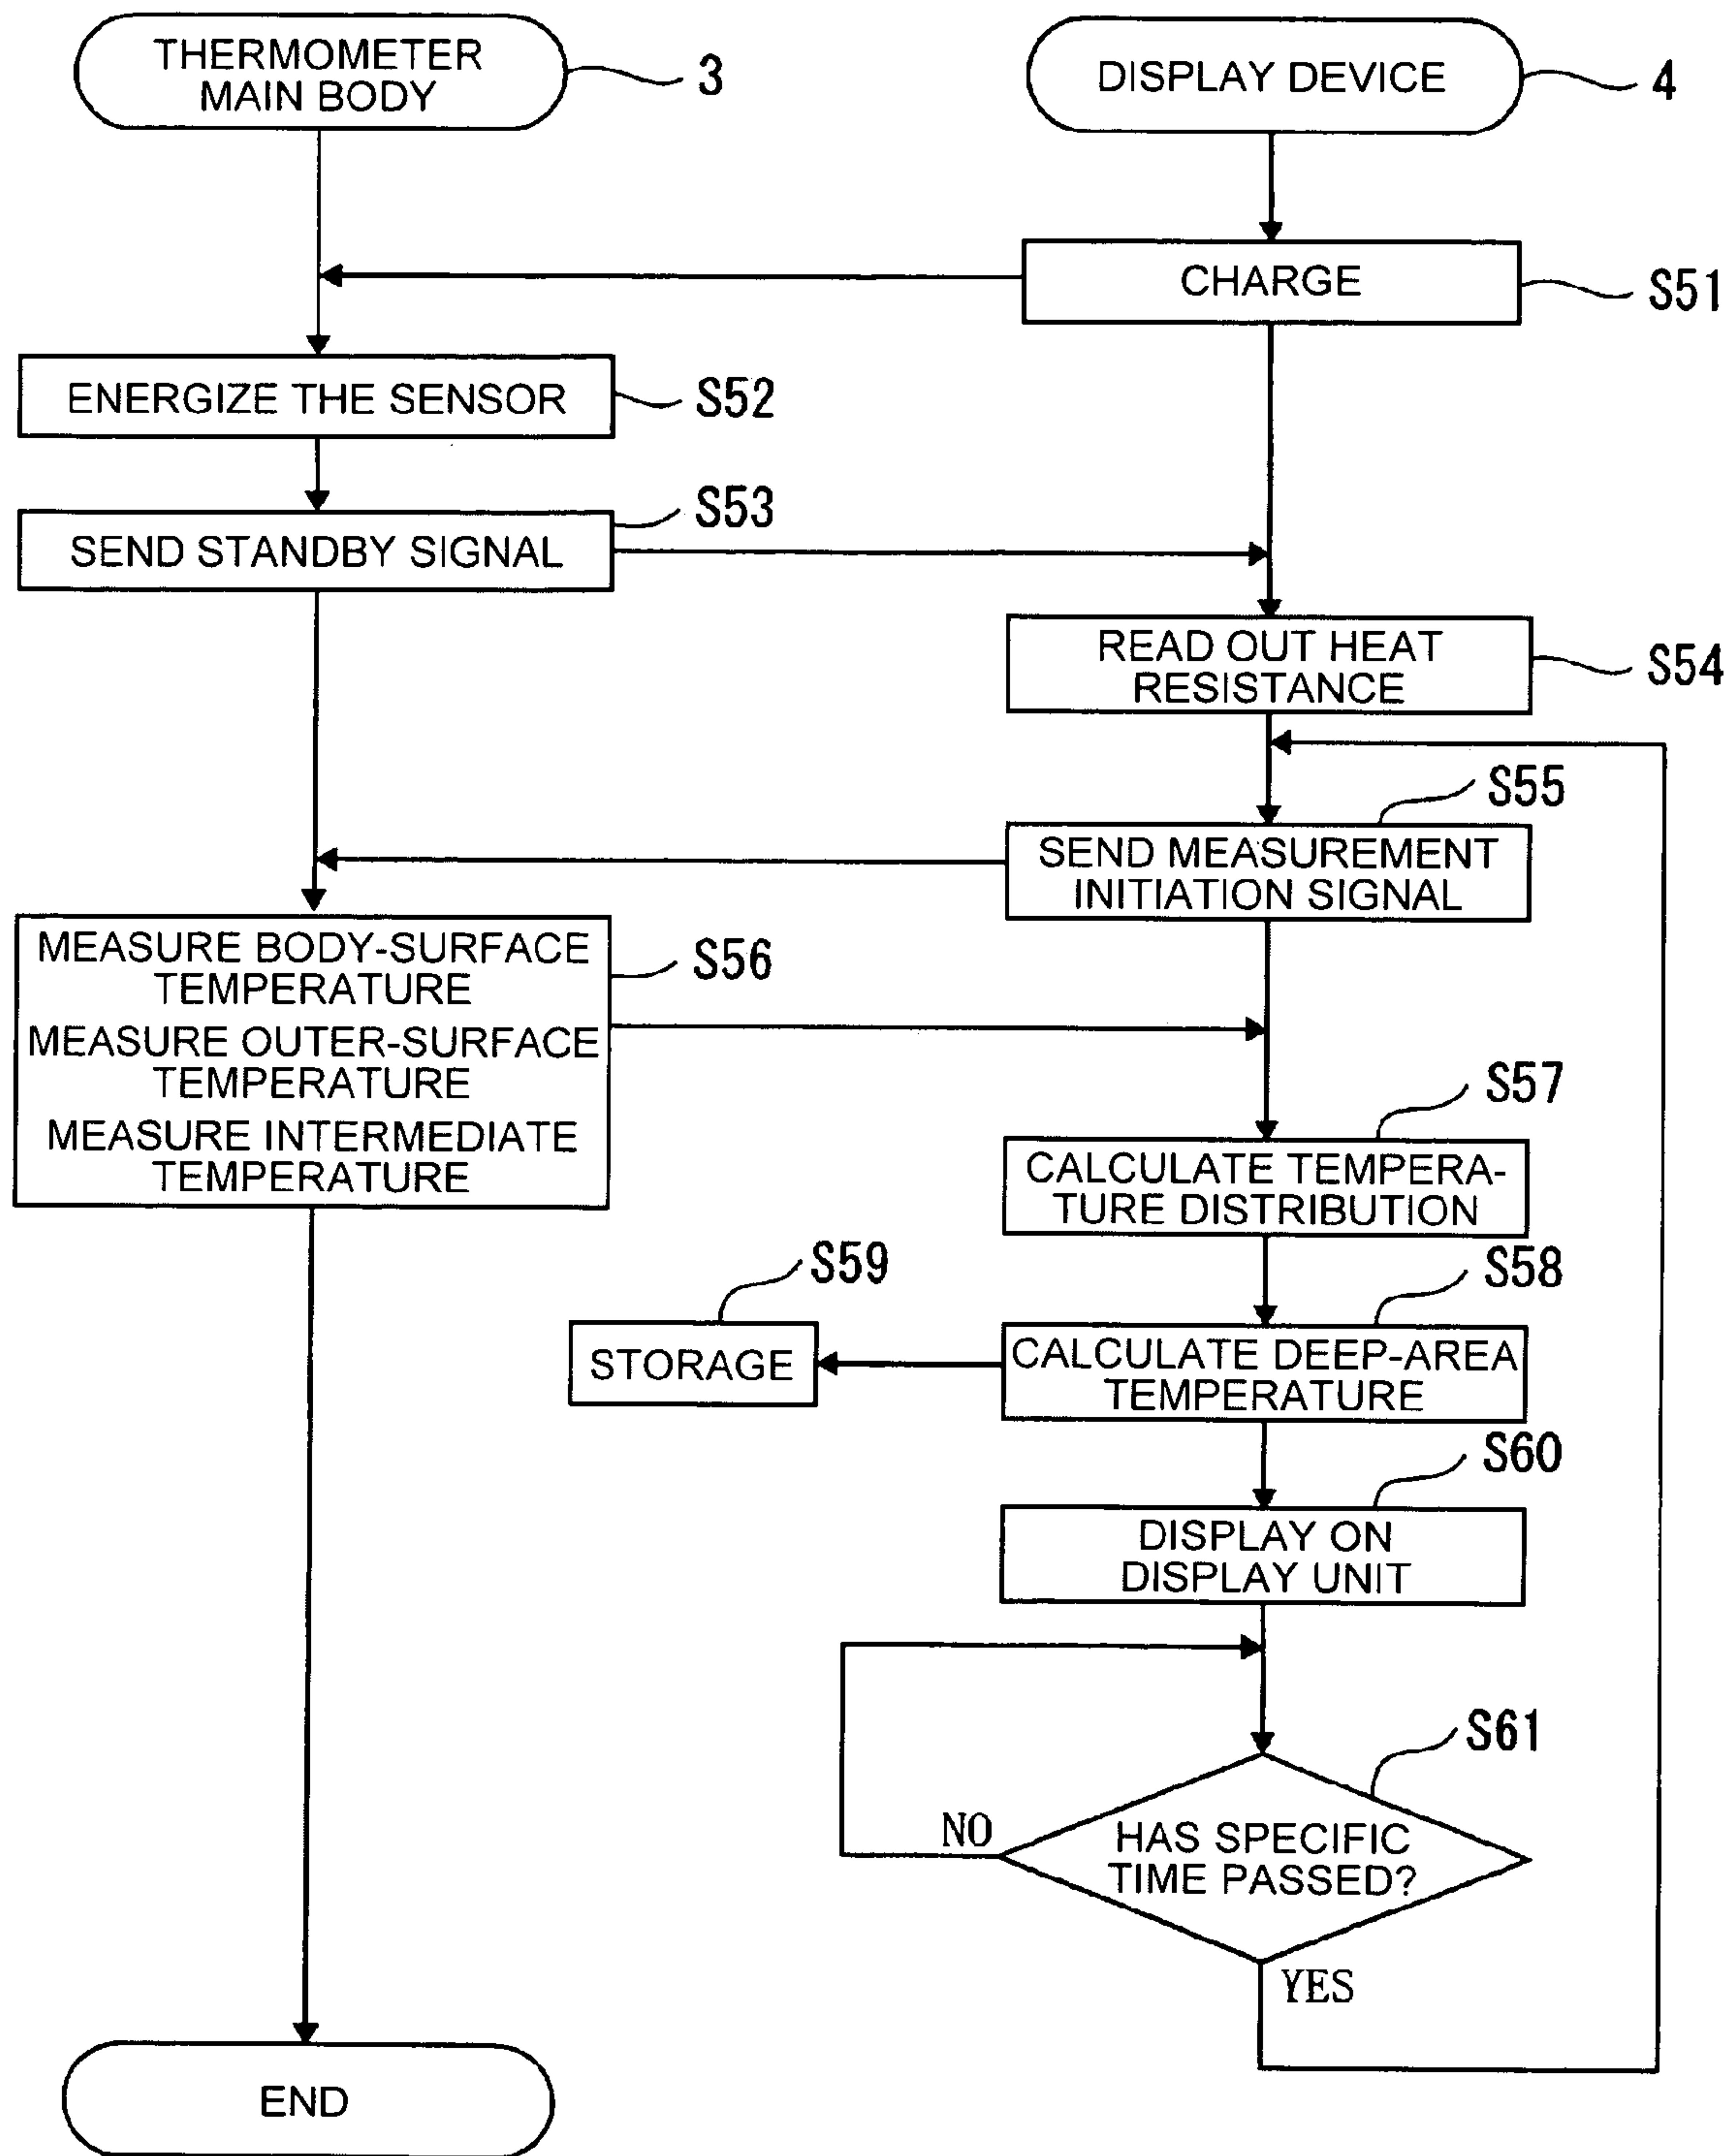 THERMOMETER
MAIN BODY
3
DISPLAY DEVICE
4
CHARGE
S51
ENERGIZE THE SENSOR
S52
S53
SEND STANDBY SIGNAL
READ OUT HEAT
RESISTANCE
S54
S55
SEND MEASUREMENT
INITIATION SIGNAL
MEASURE BODY-SURFACE
TEMPERATURE
MEASURE OUTER-SURFACE
TEMPERATURE
MEASURE INTERMEDIATE
TEMPERATURE
S56
S57
CALCULATE TEMPERA-
TURE DISTRIBUTION
S59
STORAGE
S58
CALCULATE DEEP-AREA
TEMPERATURE
S60
DISPLAY ON
DISPLAY UNIT
S61
NO
HAS SPECIFIC
TIME PASSED?
YES
END